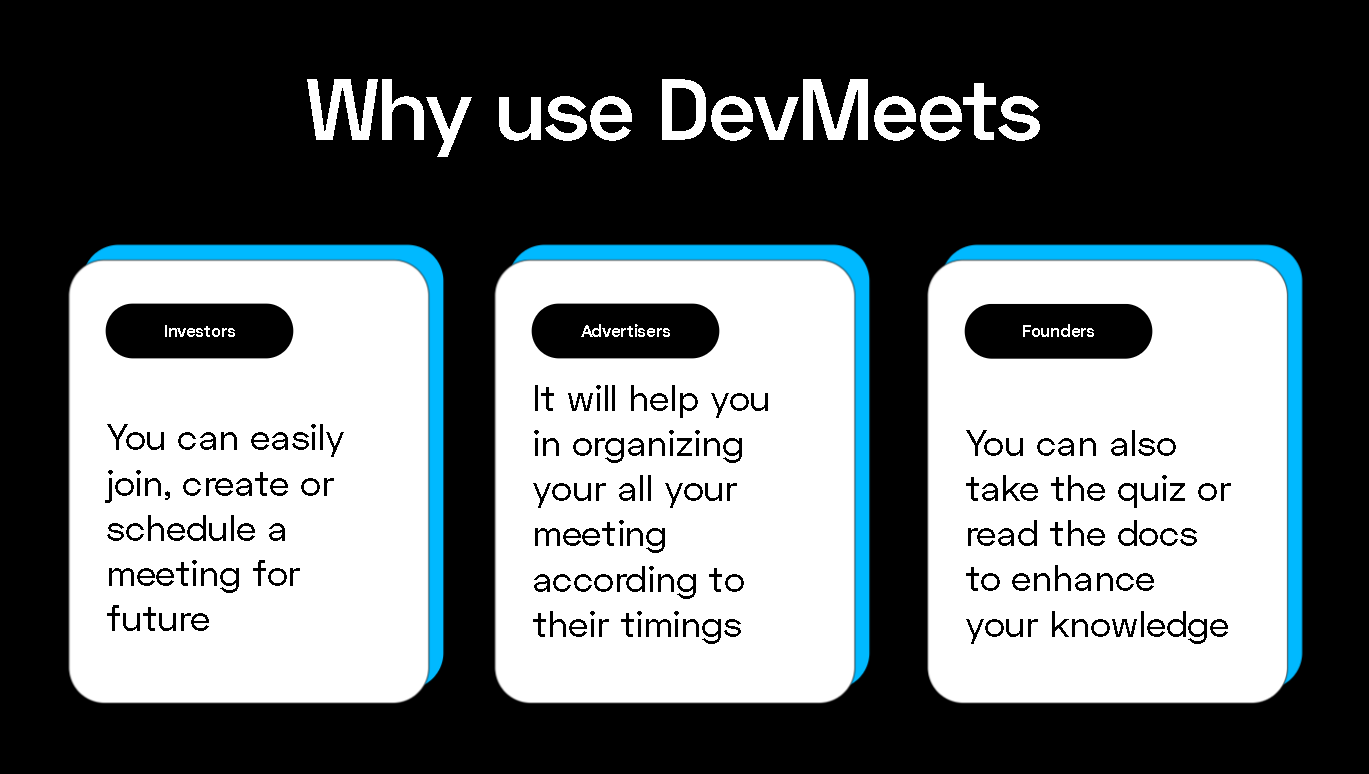 Why use DevMeets
Investors
You can easily
join, create or
schedule a
meeting for
future
Advertisers
It will help you
in organizing
your all your
meeting
according to
their timings
Founders
You can also
take the quiz or
read the docs
to enhance
your knowledge